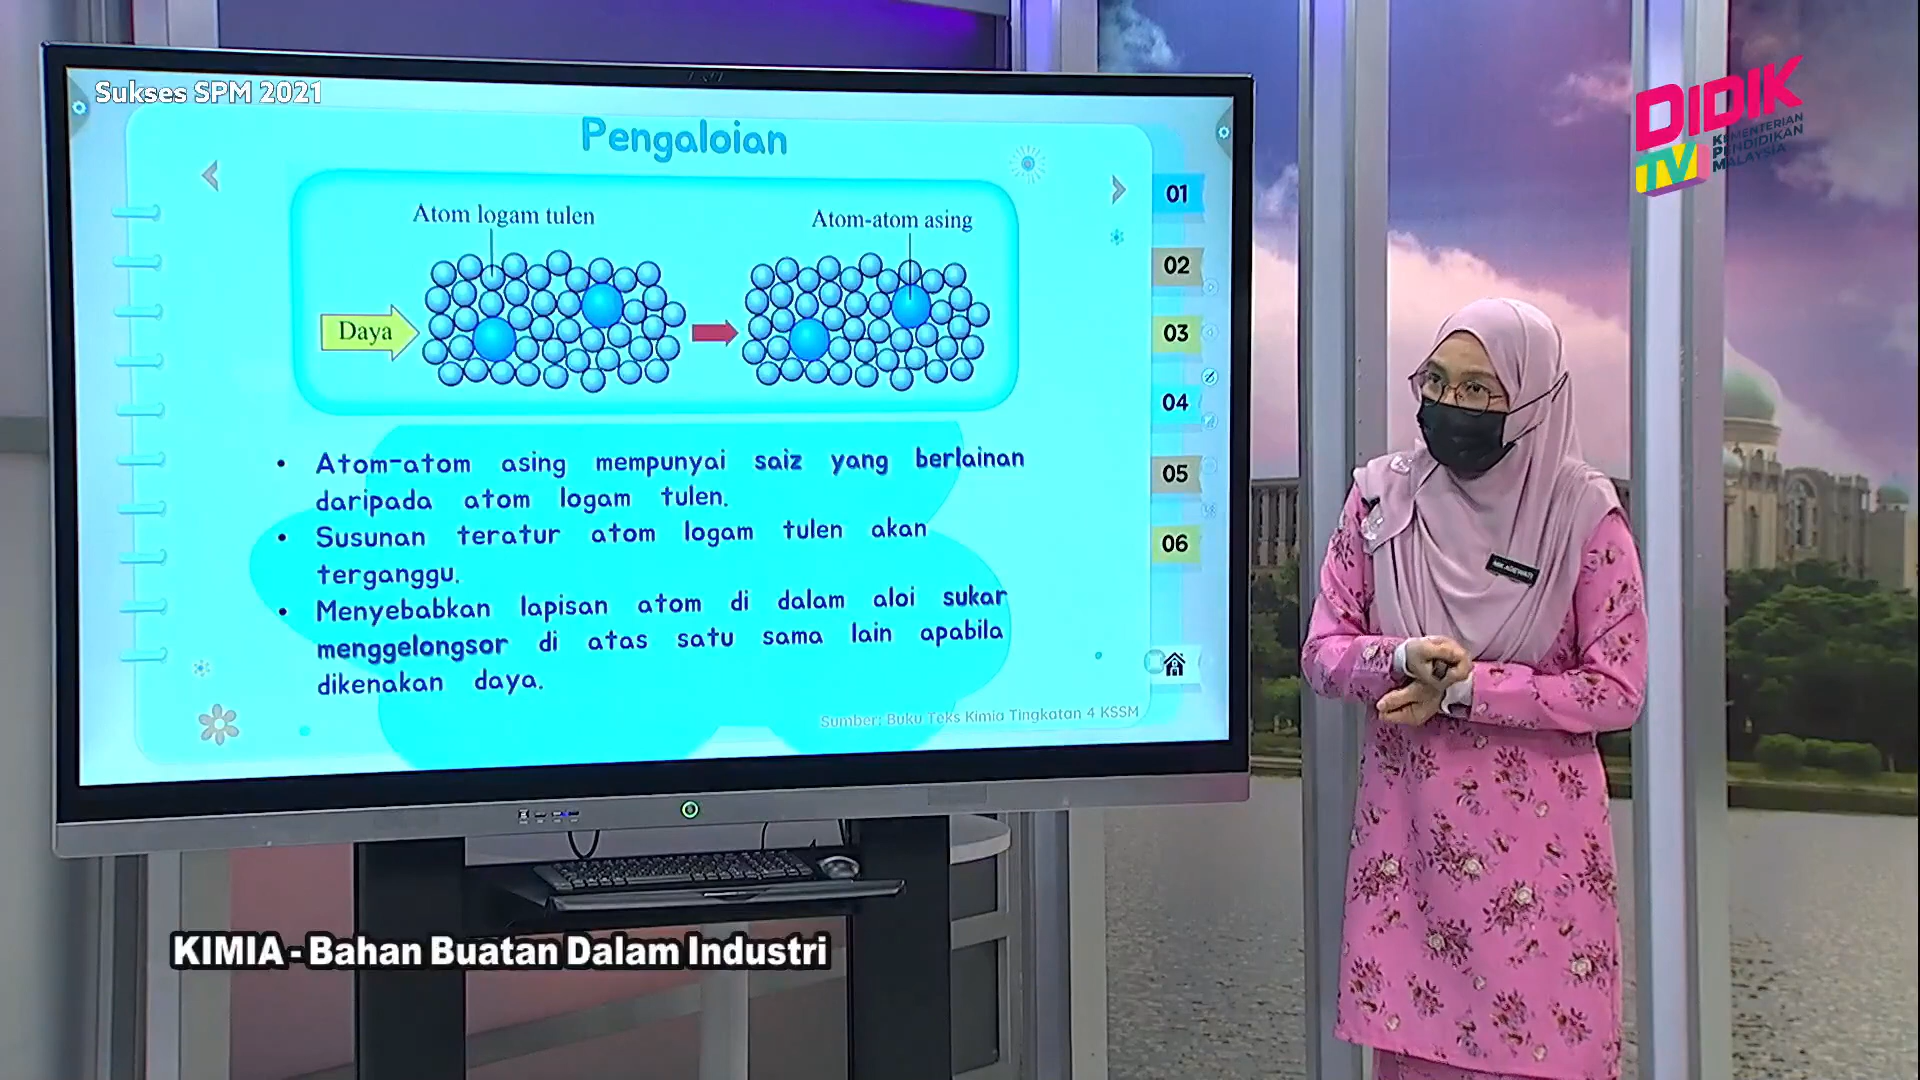 Sukses SPM 2021
Pengaloian
Atom logam tulen
Atom-atom asing
Daya
• Atom-atom asing mempunyai saiz yang berlainan
daripada atom logam tulen.
• Susunan teratur atom logam tulen akan
terganggu.
• Menyebabkan lapisan atom di dalam aloi sukar
menggelongsor di atas satu sama lain apabila
dikenakan daya.
Sumber: Buku Teks Kimia Tingkatan 4 KSSM
01
02
03
04
05
06
DIDIK
TV
KEMENTERIAN
PENDIDIKAN
MALAYSIA
KIMIA - Bahan Buatan Dalam Industri